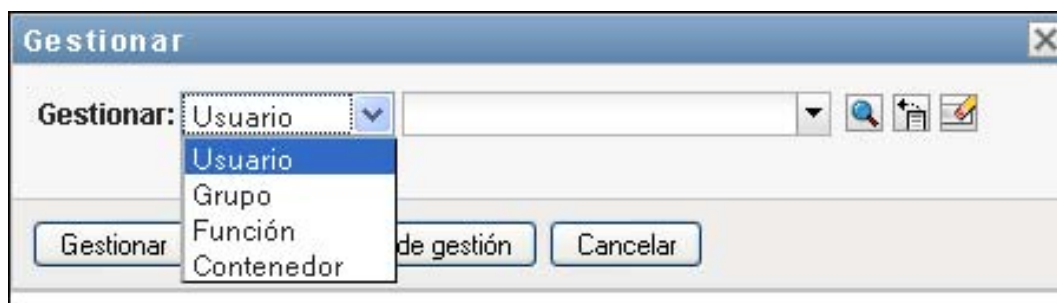 Gestionar
Gestionar: Usuario
Usuario
Grupo
Función
Contenedor
Gestionar de gestión Cancelar